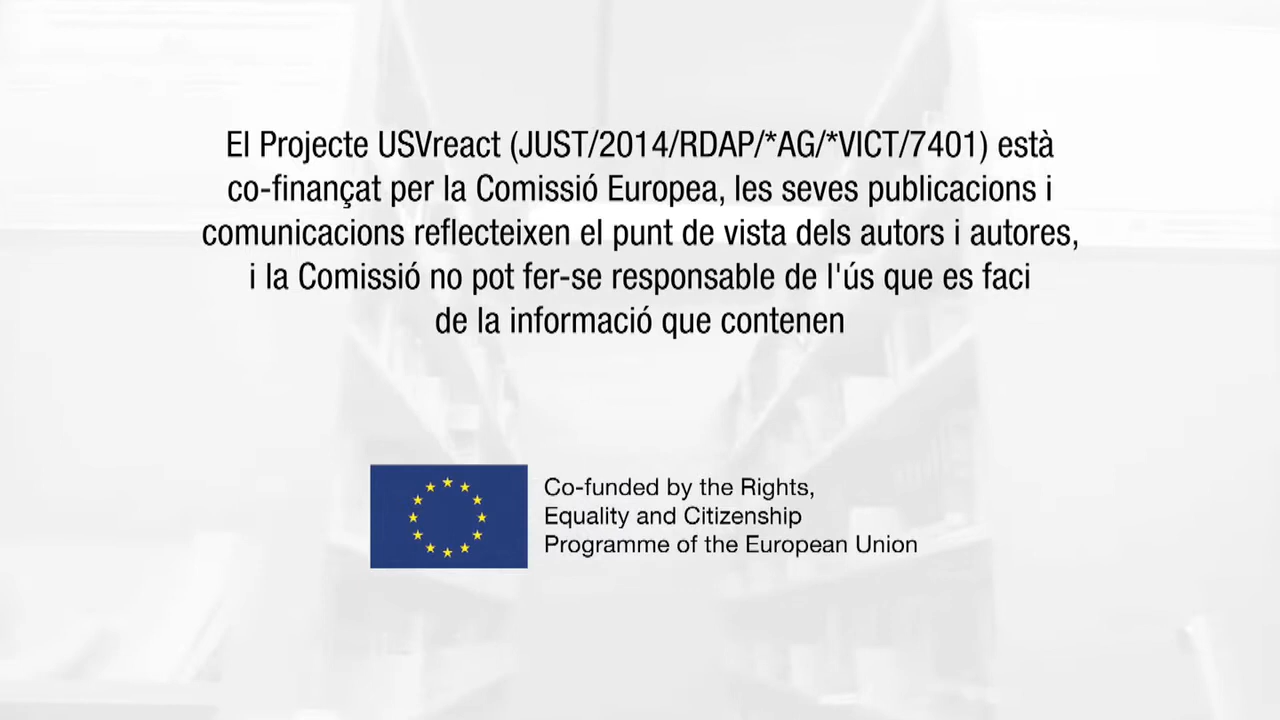 El Projecte USVreact (JUST/2014/RDAP/*AG/*VICT/7401) està
co-finançat per la Comissió Europea, les seves publicacions i
comunicacions reflecteixen el punt de vista dels autors i autores,
i la Comissió no pot fer-se responsable de l'ús que es faci
de la informació que contenen
Co-funded by the Rights,
Equality and Citizenship
Programme of the European Union